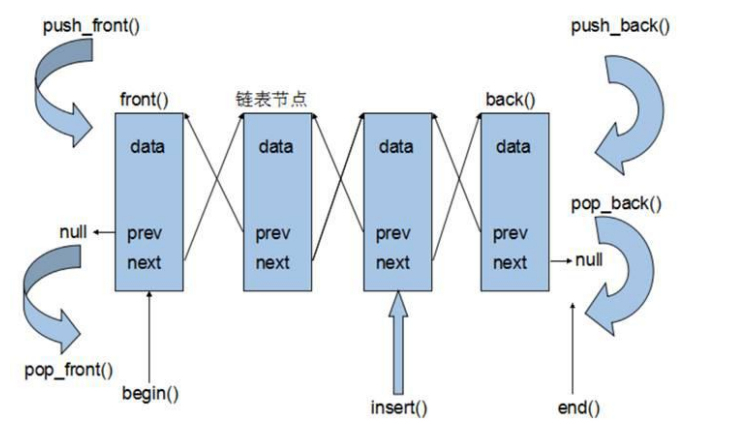 push_front()
push_back()
front()
链表节点
back()
data
data
data
data
pop_back()
null
prev
prev
prev
prev
next
next
next
next
null
pop_front()
begin()
insert()
end()